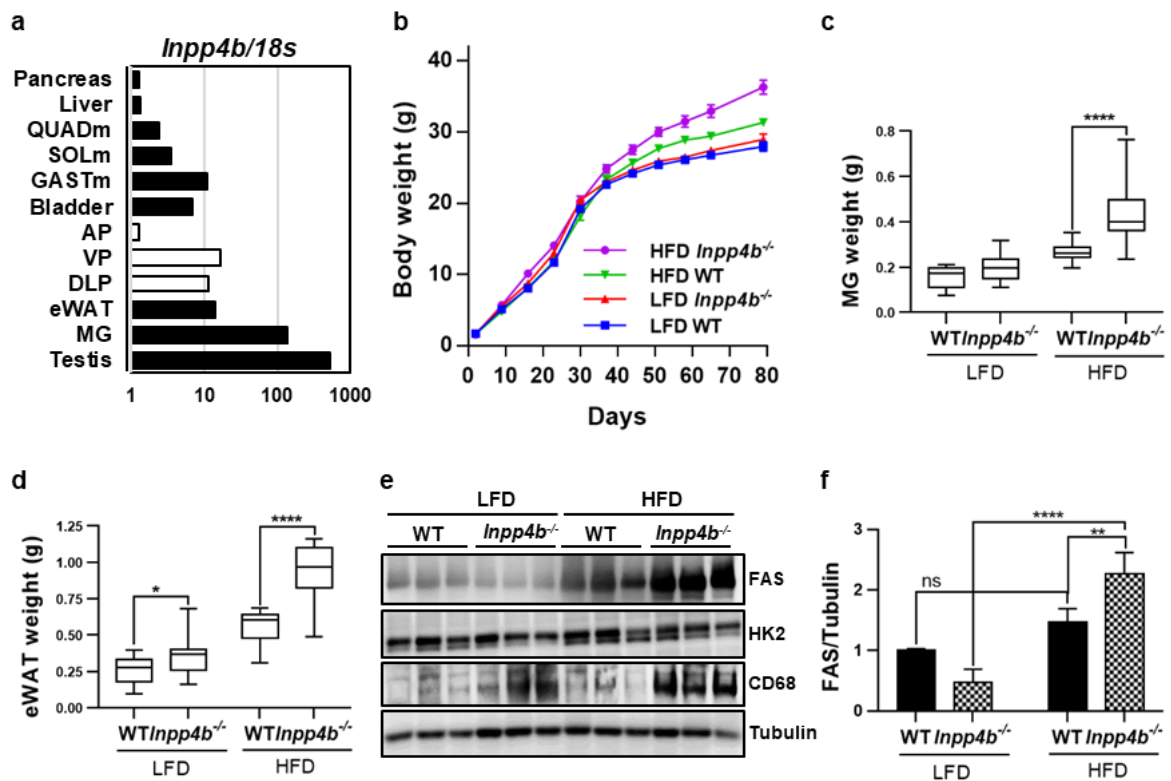 a
Inpp4b/18s
Pancreas
Liver
QUADm
SOLm
GASTm
Bladder
AP
VP
DLP
eWAT
MG
Testis
1 10 100 1000
b
Body weight (g)
40
30
20
10
0
0 10 20 30 40 50 60 70 80
Days
HFD Inpp4b-/-
HFD WT
LFD Inpp4b-/-
LFD WT
c
MG weight (g)
0.8
0.6
0.4
0.2
0.0
****
WT Inpp4b-/- WT Inpp4b-/-
LFD HFD
d
eWAT weight (g)
1.25
1.00
0.75
0.50
0.25
0.00
*
****
WT Inpp4b-/- WT Inpp4b-/-
LFD HFD
e
LFD HFD
WT Inpp4b-/- WT Inpp4b-/-
FAS
HK2
CD68
Tubulin
f
FAS/Tubulin
3
2
1
0
****
**
ns
WT Inpp4b-/- WT Inpp4b-/-
LFD HFD